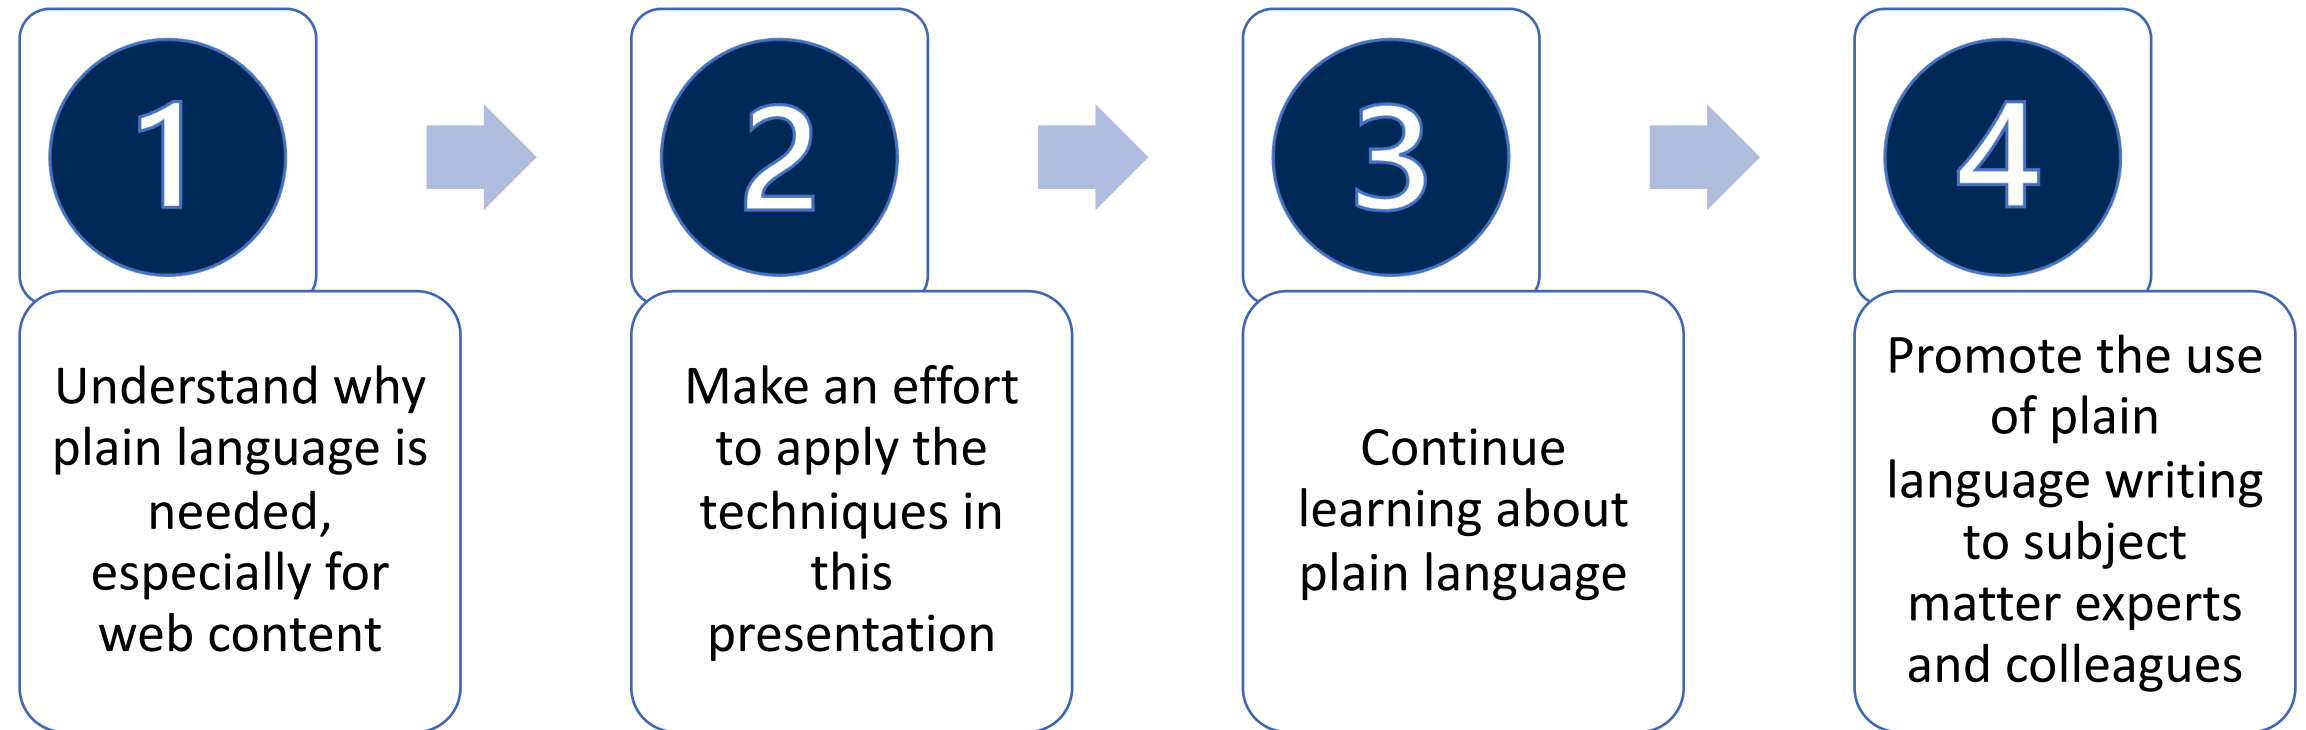 1
Understand why
plain language is
needed,
especially for
web content
2
Make an effort
to apply the
techniques in
this
presentation
3
Continue
learning about
plain language
4
Promote the use
of plain
language writing
to subject
matter experts
and colleagues